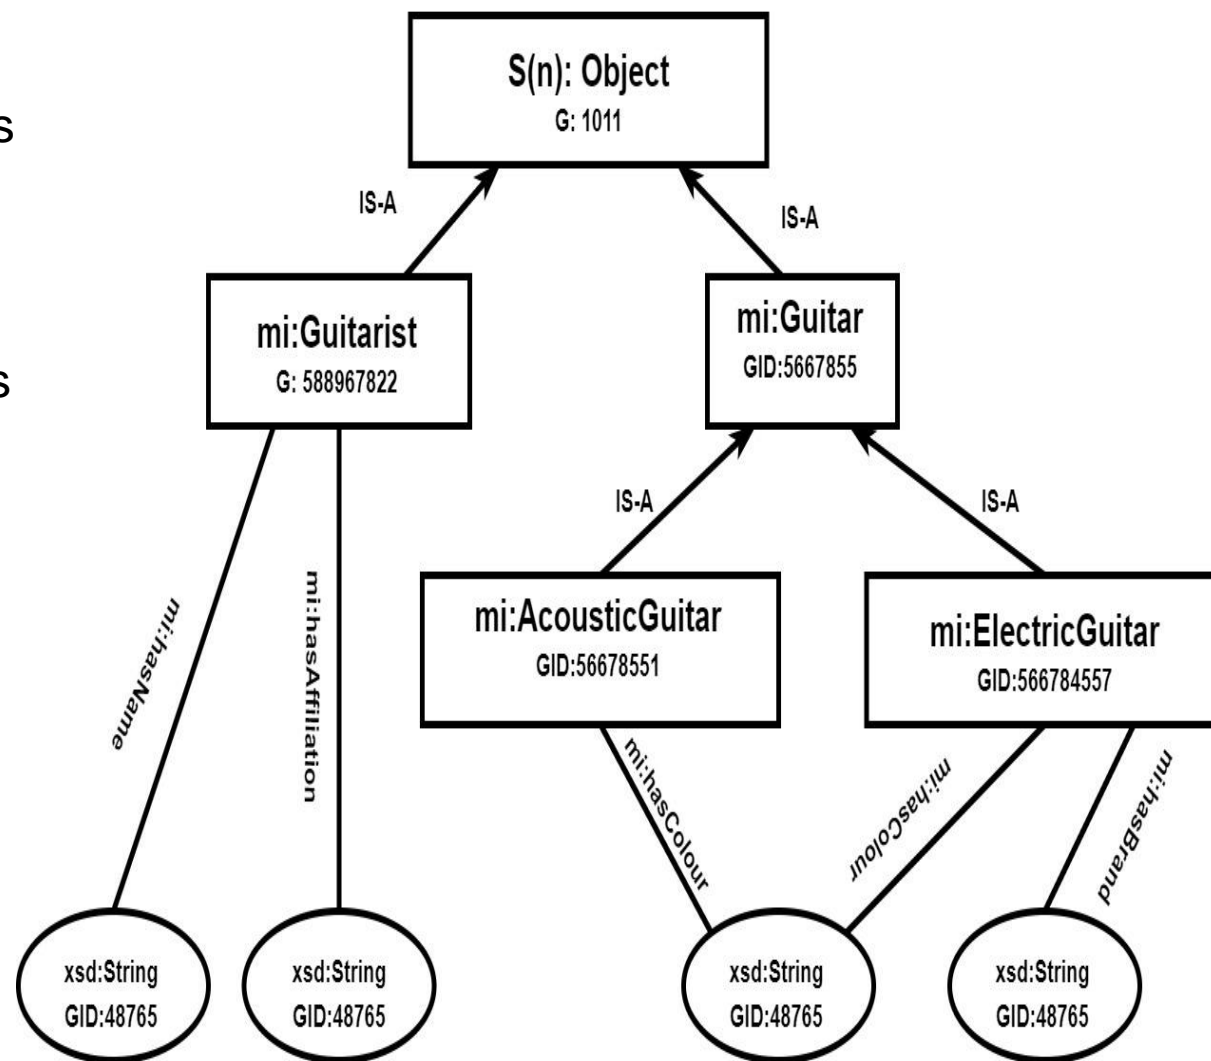 S(n): Object
G: 1011
s
IS-A
IS-A
mi:Guitarist
G: 588967822
mi:Guitar
GID:5667855
s
IS-A
IS-A
mi:AcousticGuitar
GID:56678551
mi:ElectricGuitar
GID:566784557
mi:hasName
mi:hasAffiliation
mi:hasColour
mi:hasColour
mi:hasBrand
xsd:String
GID:48765
xsd:String
GID:48765
xsd:String
GID:48765
xsd:String
GID:48765